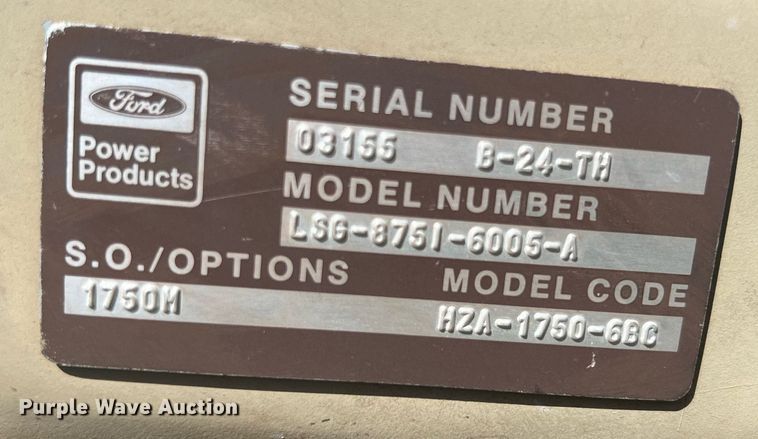 Ford
Power
Products
SERIAL NUMBER
03155 B-24-TH
MODEL NUMBER
LSG-875I-6005-A
S.O./OPTIONS MODEL CODE
1750M HZA-1750-6BC
Purple Wave Auction